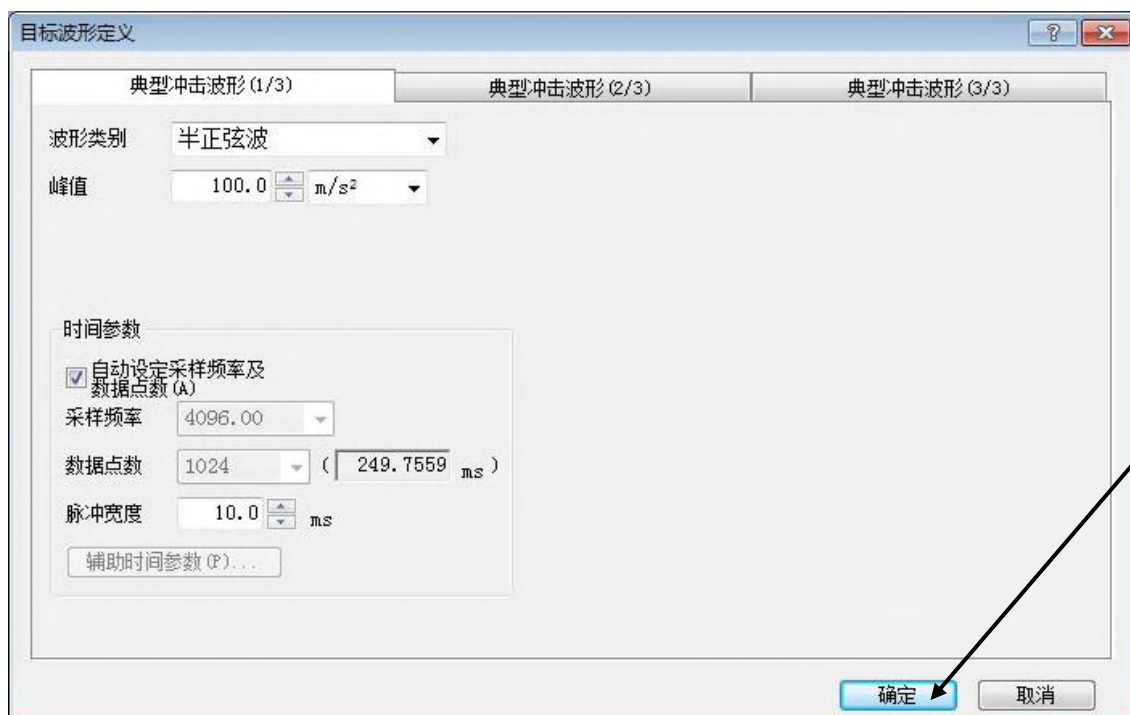 目标波形定义
典型冲击波形(1/3) 典型冲击波形(2/3) 典型冲击波形(3/3)
波形类别 半正弦波
峰值 100.0 m/s²
时间参数
自动设定采样频率及
数据点数(A)
采样频率 4096.00
数据点数 1024 ( 249.7559 ms )
脉冲宽度 10.0 ms
辅助时间参数(P)...
确定 取消